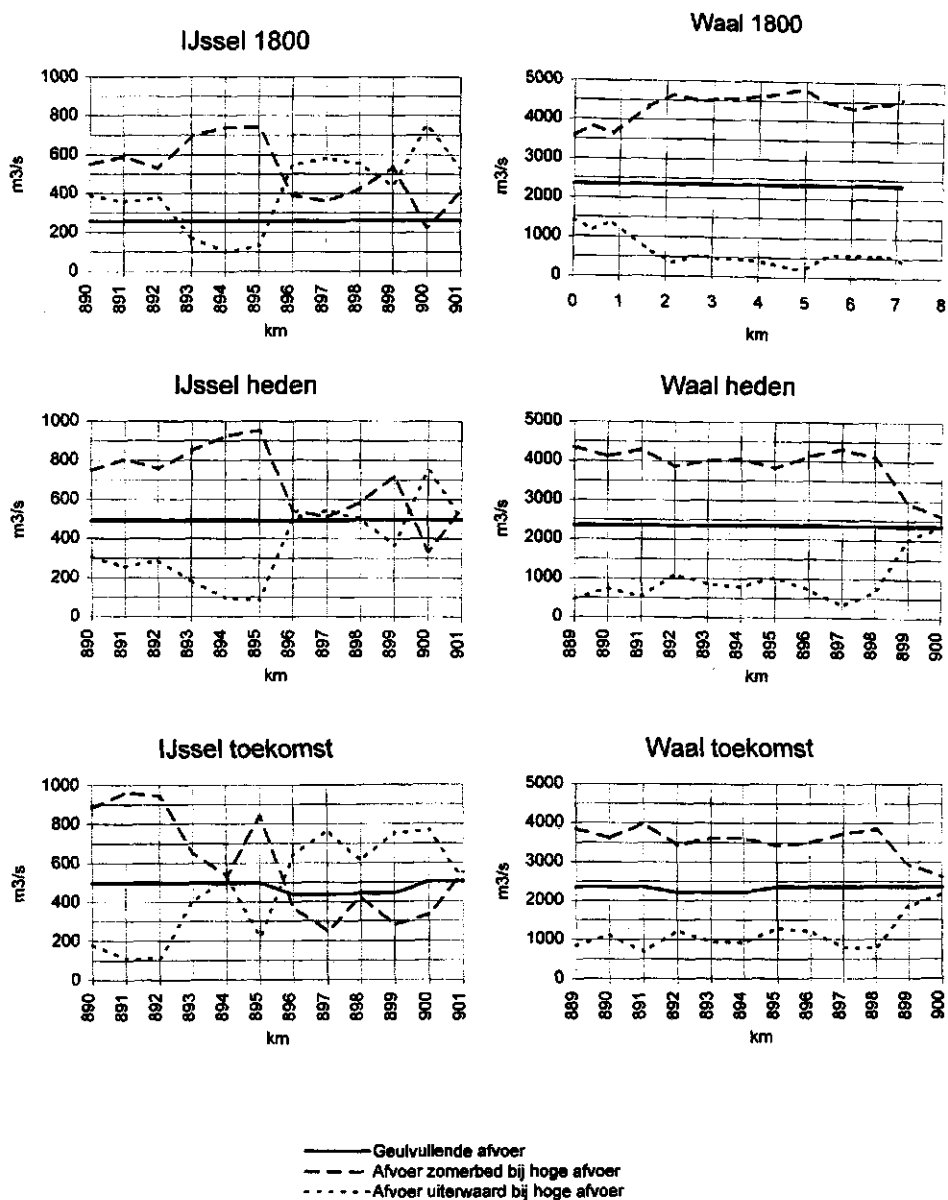 IJssel 1800
1000
800
600
400
200
0
m3/s
890 891 892 893 894 895 896 897 898 899 900 901
km
Waal 1800
5000
4000
3000
2000
1000
0
m3/s
0 1 2 3 4 5 6 7 8
km
IJssel heden
1000
800
600
400
200
0
m3/s
890 891 892 893 894 895 896 897 898 899 900 901
km
Waal heden
5000
4000
3000
2000
1000
0
m3/s
889 890 891 892 893 894 895 896 897 898 899 900
km
IJssel toekomst
1000
800
600
400
200
0
m3/s
890 891 892 893 894 895 896 897 898 899 900 901
km
Waal toekomst
5000
4000
3000
2000
1000
0
m3/s
889 890 891 892 893 894 895 896 897 898 899 900
km
Geulvullende afvoer
Afvoer zomerbed bij hoge afvoer
Afvoer uiterwaard bij hoge afvoer